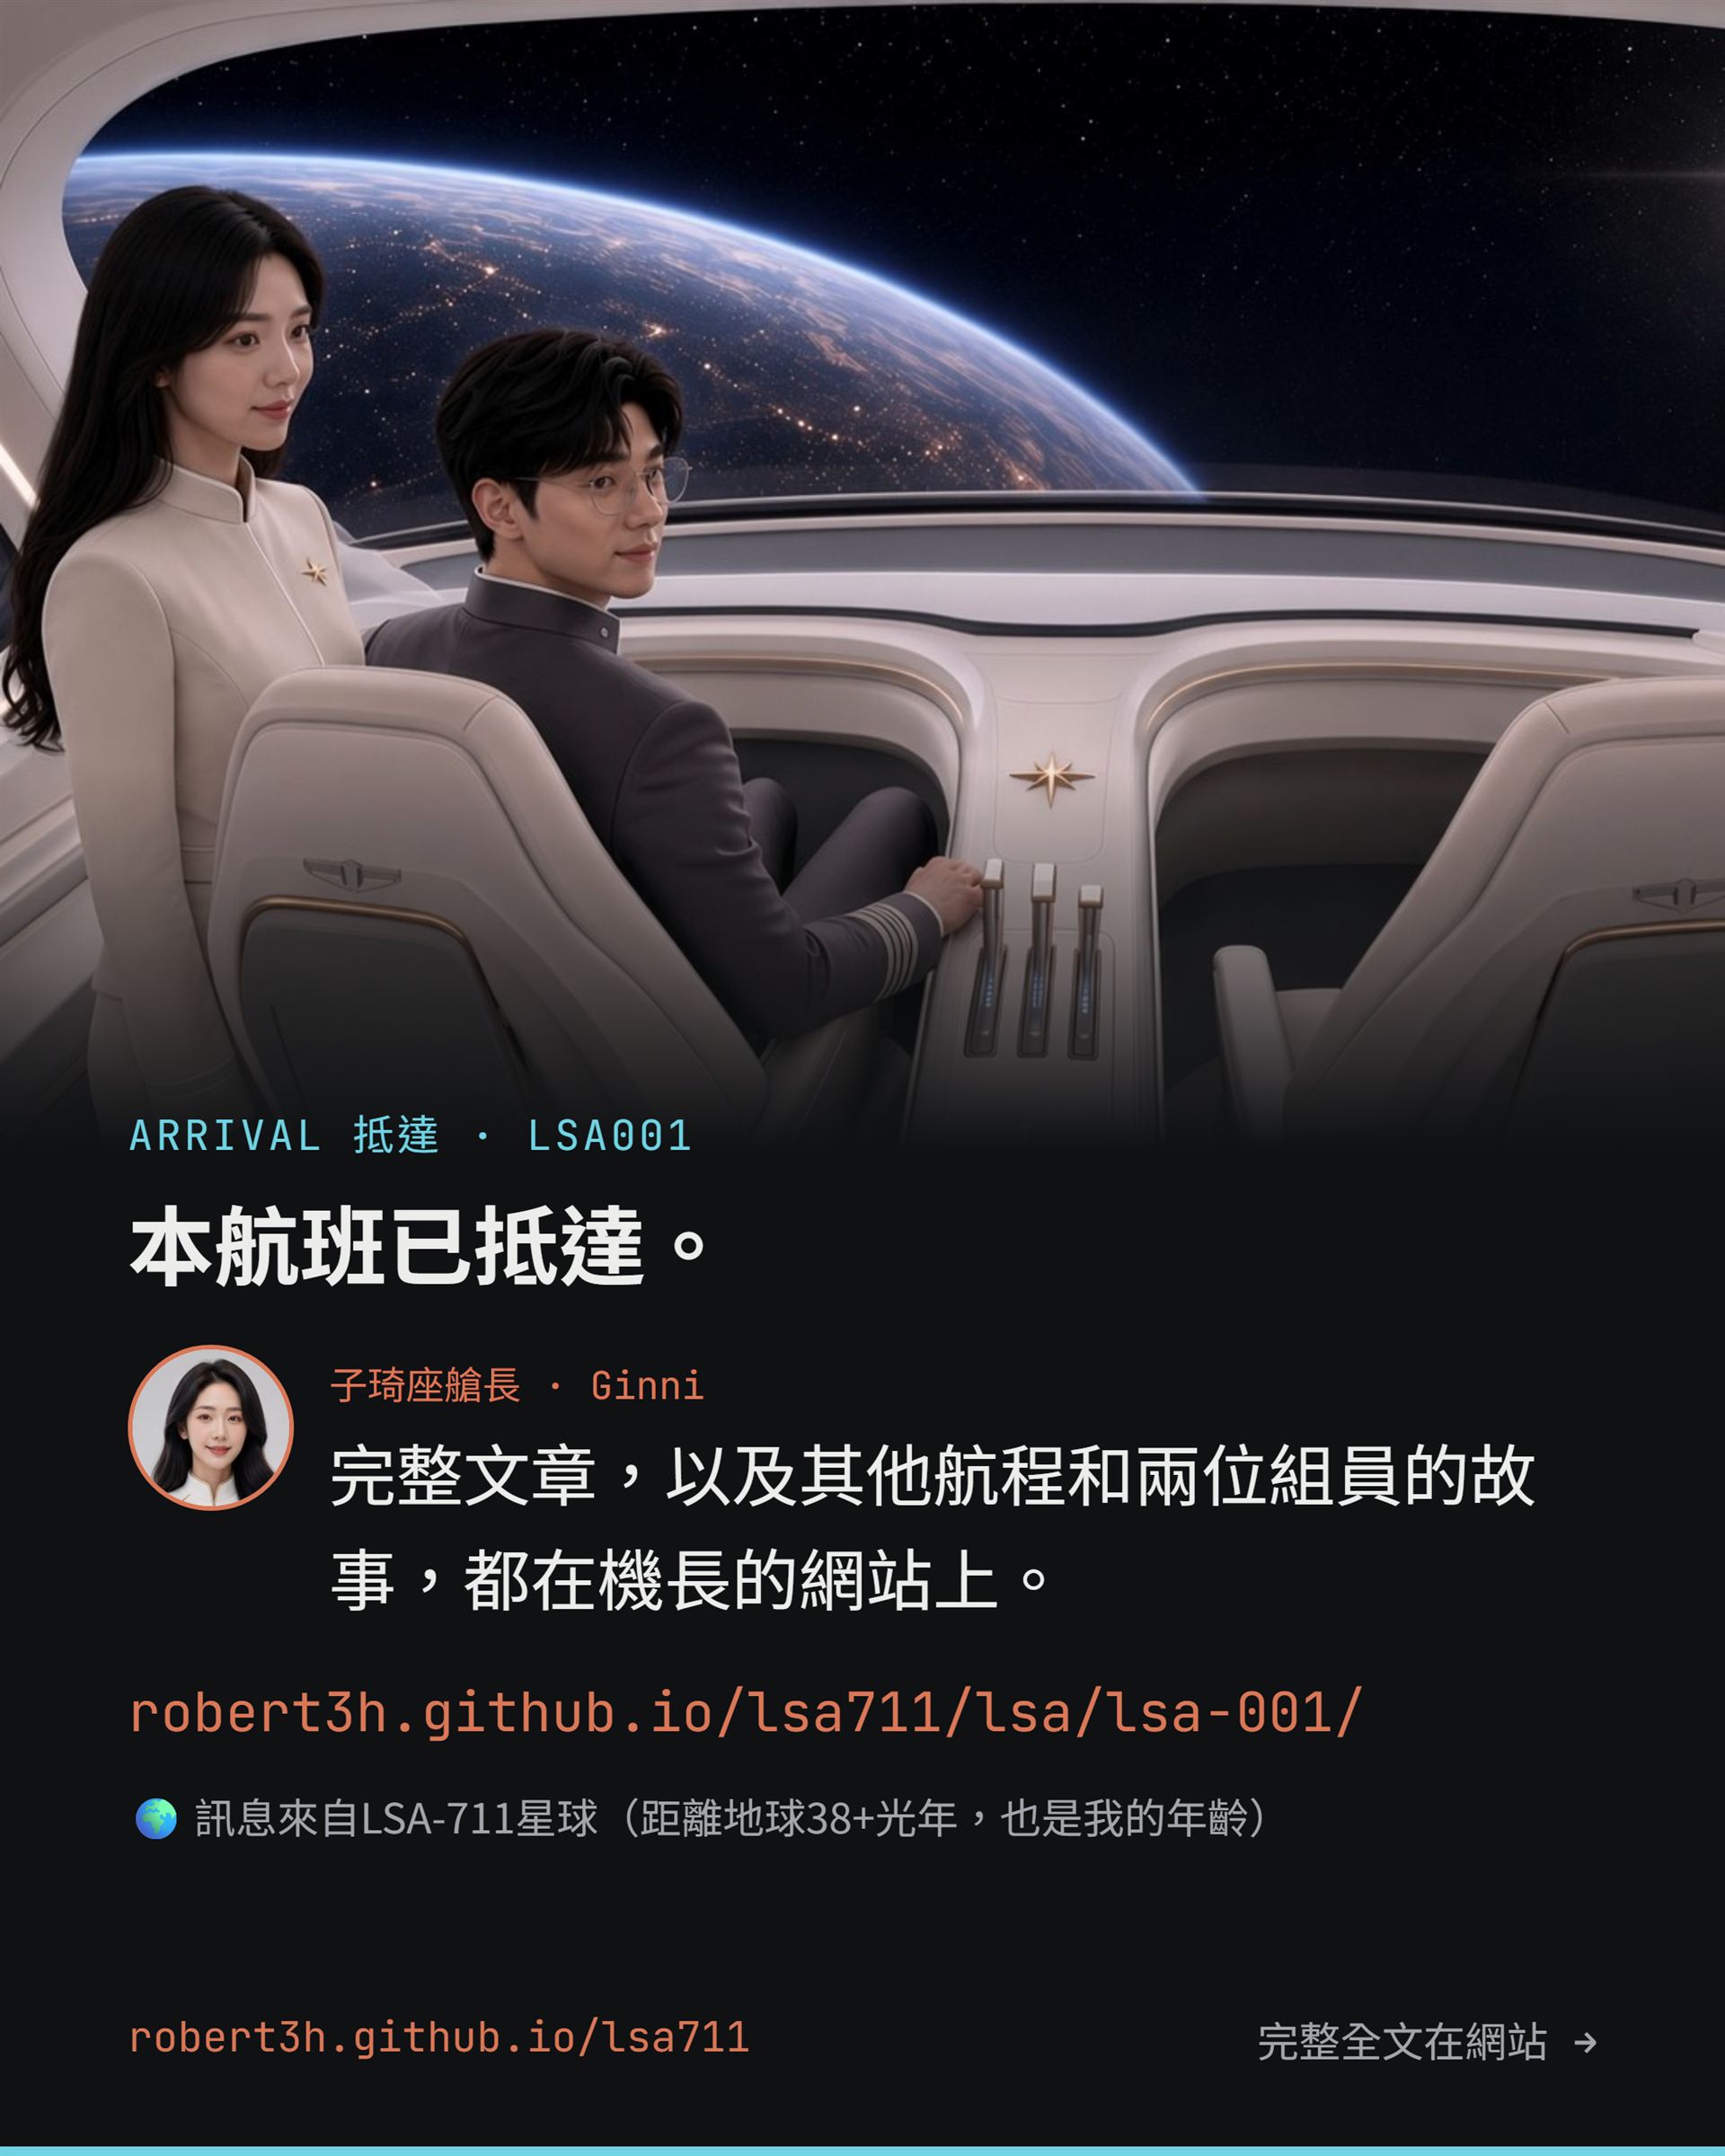 ARRIVAL 抵達 · LSA001
本航班已抵達。
子琦座艙長 · Ginni
完整文章，以及其他航程和兩位組員的故
事，都在機長的網站上。
robert3h.github.io/lsa711/lsa/lsa-001/
🌍 訊息來自LSA-711星球（距離地球38+光年，也是我的年齡）
robert3h.github.io/lsa711
完整全文在網站 →